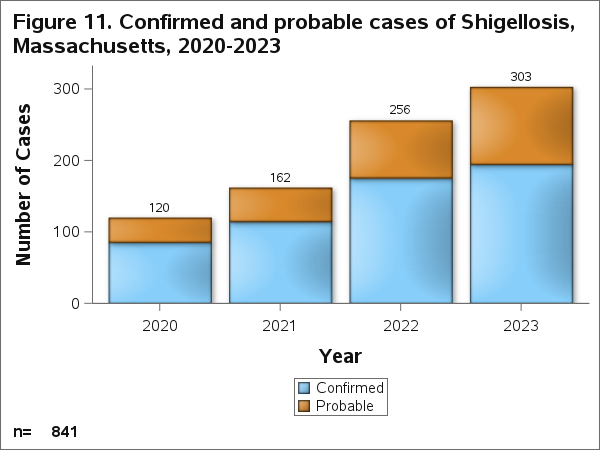 Figure 11. Confirmed and probable cases of Shigellosis,
Massachusetts, 2020-2023
Number of Cases
300
200
100
0
120
162
256
303
2020 2021 2022 2023
Year
Confirmed
Probable
n= 841